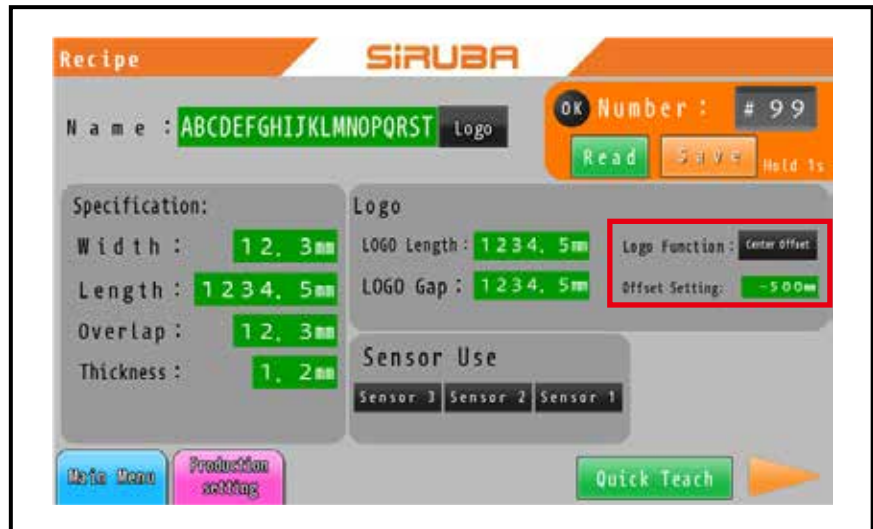 Recipe
SiRUBA
Name : ABCDEFGHIJKLMNOPQRST Logo
OK Number : # 99
Read Save Hold 1s
Specification:
Width : 12. 3mm
Length : 1234. 5mm
Overlap : 12. 3mm
Thickness : 1. 2mm
Logo
LOGO Length : 1234. 5mm
LOGO Gap : 1234. 5mm
Logo Function : Center Offset
Offset Setting: -500mm
Sensor Use
Sensor 3 Sensor 2 Sensor 1
Main Menu
Production setting
Quick Teach